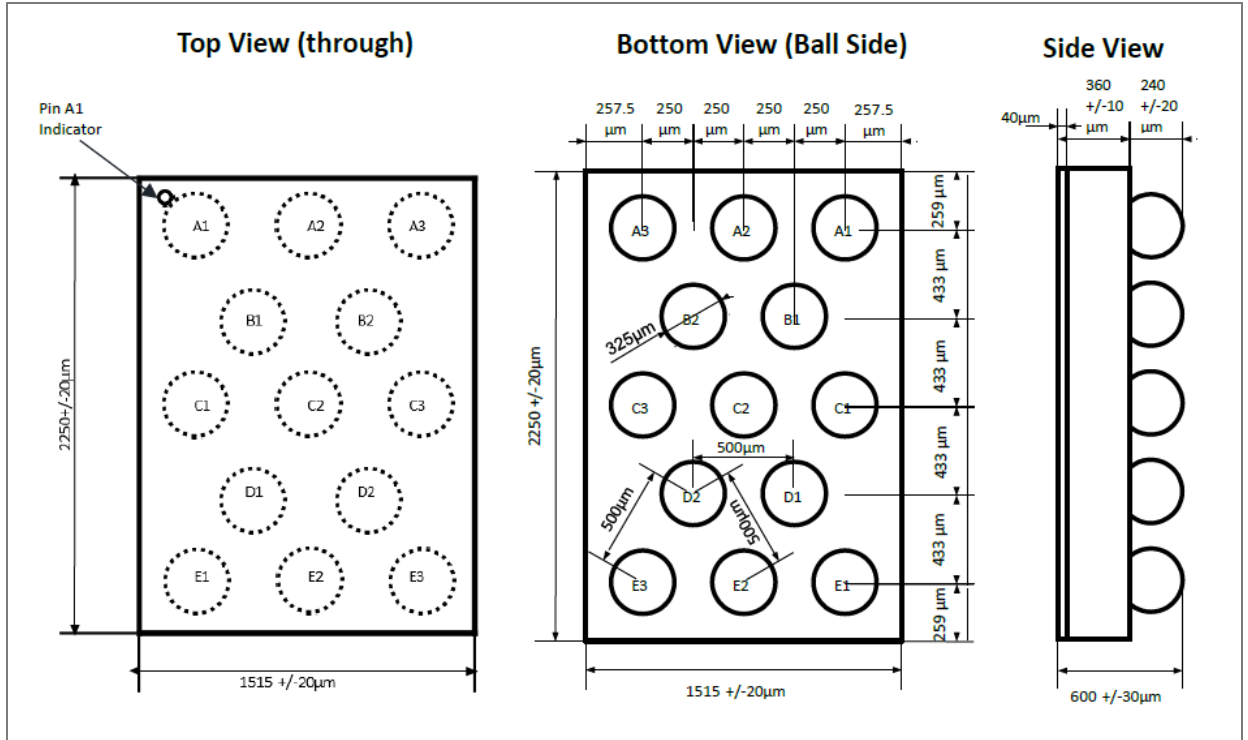 Top View (through)
Bottom View (Ball Side)
Side View
Pin A1
Indicator
A1
A2
A3
B1
B2
C1
C2
C3
D1
D2
E1
E2
E3
2250+/-20µm
1515 +/-20µm
257.5
µm
250
µm
250
µm
250
µm
250
µm
257.5
µm
A3
A2
A1
B2
B1
325µm
C3
C2
C1
500µm
D2
D1
500µm
500µm
E3
E2
E1
2250 +/-20µm
1515 +/-20µm
259 µm
433 µm
433 µm
433 µm
433 µm
259 µm
40µm
360
+/-10
µm
240
+/-20
µm
600 +/-30µm